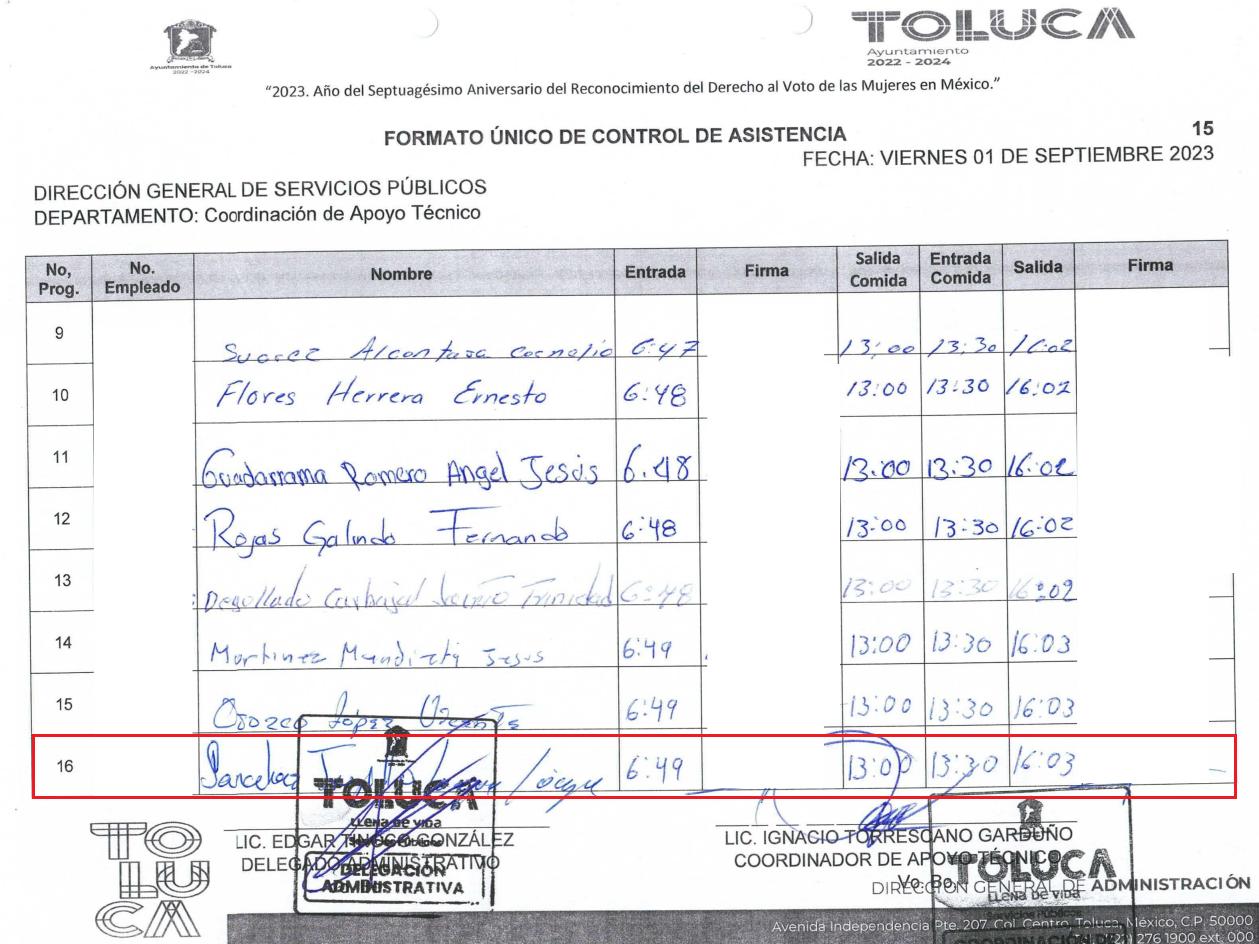 Ayuntamiento de Toluca
2022 - 2024
TOLUCA
Ayuntamiento
2022 - 2024
“2023. Año del Septuagésimo Aniversario del Reconocimiento del Derecho al Voto de las Mujeres en México.”
FORMATO ÚNICO DE CONTROL DE ASISTENCIA
15
FECHA: VIERNES 01 DE SEPTIEMBRE 2023
DIRECCIÓN GENERAL DE SERVICIOS PÚBLICOS
DEPARTAMENTO: Coordinación de Apoyo Técnico
No, Prog. No. Empleado Nombre Entrada Firma Salida Comida Entrada Comida Salida Firma
9 Suarez Alcantara Cornelio 6:47 13:00 13:30 16:02
10 Flores Herrera Ernesto 6:48 13:00 13:30 16:02
11 Guadarrama Romero Angel Jesús 6.48 13:00 13:30 16:02
12 Rojas Galindo Fernando 6:48 13:00 13:30 16:02
13 Degollado Carbajal Trinidad 6:48 13:00 13:30 16:02
14 Martinez Jesus 6:49 13:00 13:30 16:03
15 Orozco López Vicente 6:49 13:00 13:30 16:03
16 6:49 13:00 13:30 16:03
TOLUCA
LLENA DE VIDA
DELEGACIÓN
ADMINISTRATIVA
LIC. EDGAR TINOCO GONZÁLEZ
DELEGADO ADMINISTRATIVO
LIC. IGNACIO TORRESCANO GARDUÑO
COORDINADOR DE APOYO TÉCNICO
Vo. Bo.
TOLUCA
LLENA DE VIDA
TOLUCA
DIRECCIÓN GENERAL DE ADMINISTRACIÓN
Avenida Independencia Pte. 207, Col. Centro, Toluca, México, C.P. 50000
276 1900 ext. 000